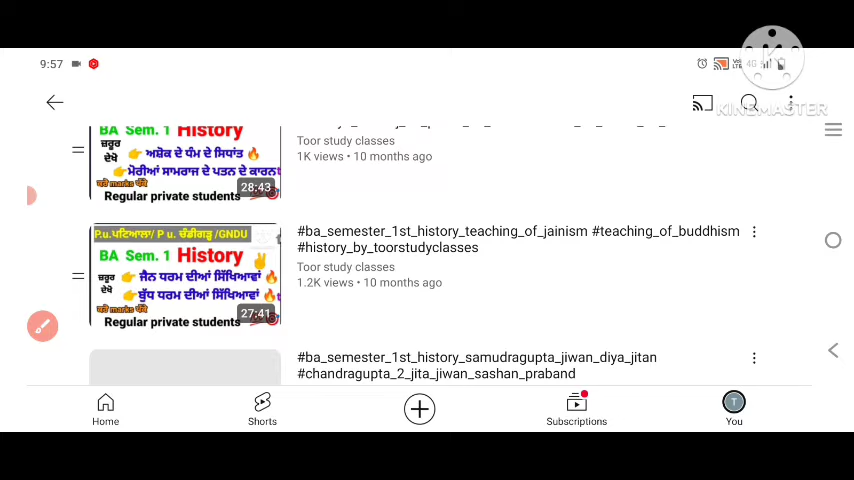 9:57
4G
KINEMASTER
BA Sem. 1 History
ਜ਼ਰੂਰ
ਦੇਖੋ
ਅਸ਼ੋਕ ਦੇ ਧੰਮ ਦੇ ਸਿਧਾਂਤ
ਮੋਰੀਆਂ ਸਾਮਰਾਜ ਦੇ ਪਤਨ ਦੇ ਕਾਰਨ
28:43
Regular private students
Toor study classes
1K views • 10 months ago
P.u.ਪਟਿਆਲਾ/ P u. ਚੰਡੀਗੜ੍ਹ /GNDU
BA Sem. 1 History
ਜ਼ਰੂਰ
ਦੇਖੋ
ਜੈਨ ਧਰਮ ਦੀਆਂ ਸਿੱਖਿਆਵਾਂ
ਬੁੱਧ ਧਰਮ ਦੀਆਂ ਸਿੱਖਿਆਵਾਂ
27:41
Regular private students
#ba_semester_1st_history_teaching_of_jainism #teaching_of_buddhism
#history_by_toorstudyclasses
Toor study classes
1.2K views • 10 months ago
#ba_semester_1st_history_samudragupta_jiwan_diya_jitan
#chandragupta_2_jita_jiwan_sashan_praband
Home
Shorts
Subscriptions
T
You